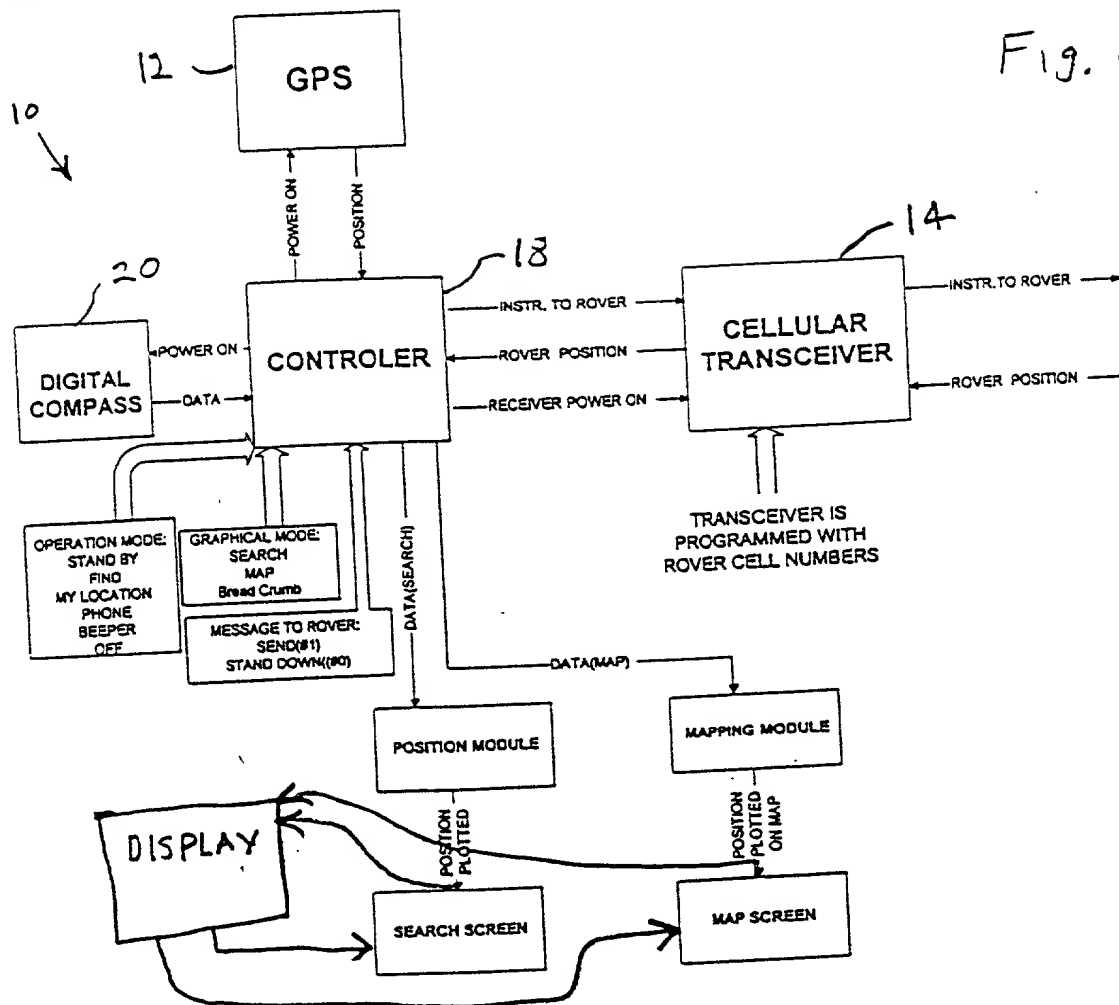 Fig.
12
GPS
10
POWER ON
POSITION
20
18
14
DIGITAL
COMPASS
POWER ON
DATA
CONTROLER
INSTR. TO ROVER
ROVER POSITION
RECEIVER POWER ON
CELLULAR
TRANSCEIVER
INSTR. TO ROVER
ROVER POSITION
OPERATION MODE:
STAND BY
FIND
MY LOCATION
PHONE
BEEPER
OFF
GRAPHICAL MODE:
SEARCH
MAP
Bread Crumb
MESSAGE TO ROVER:
SEND(#1)
STAND DOWN((#0)
DATA(SEARCH)
TRANSCEIVER IS
PROGRAMMED WITH
ROVER CELL NUMBERS
DATA(MAP)
POSITION MODULE
MAPPING MODULE
DISPLAY
POSITION
PLOTTED
POSITION
PLOTTED
ON MAP
SEARCH SCREEN
MAP SCREEN